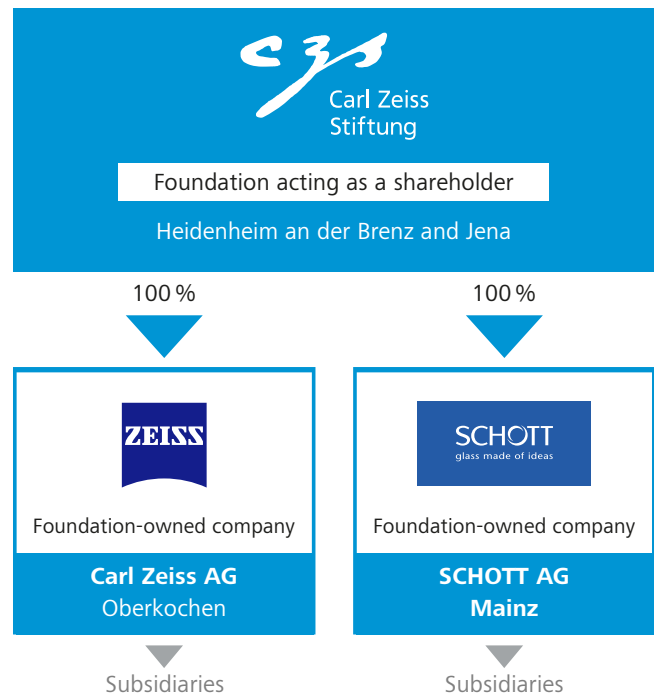 czs
Carl Zeiss
Stiftung
Foundation acting as a shareholder
Heidenheim an der Brenz and Jena
100 %
100 %
ZEISS
SCHOTT
glass made of ideas
Foundation-owned company
Foundation-owned company
Carl Zeiss AG
Oberkochen
SCHOTT AG
Mainz
Subsidiaries
Subsidiaries